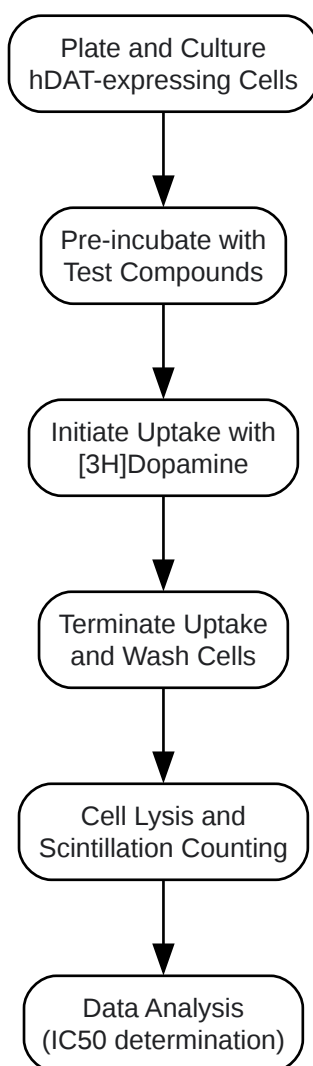 Plate and Culture
hDAT-expressing Cells
Pre-incubate with
Test Compounds
Initiate Uptake with
[3H]Dopamine
Terminate Uptake
and Wash Cells
Cell Lysis and
Scintillation Counting
Data Analysis
(IC50 determination)